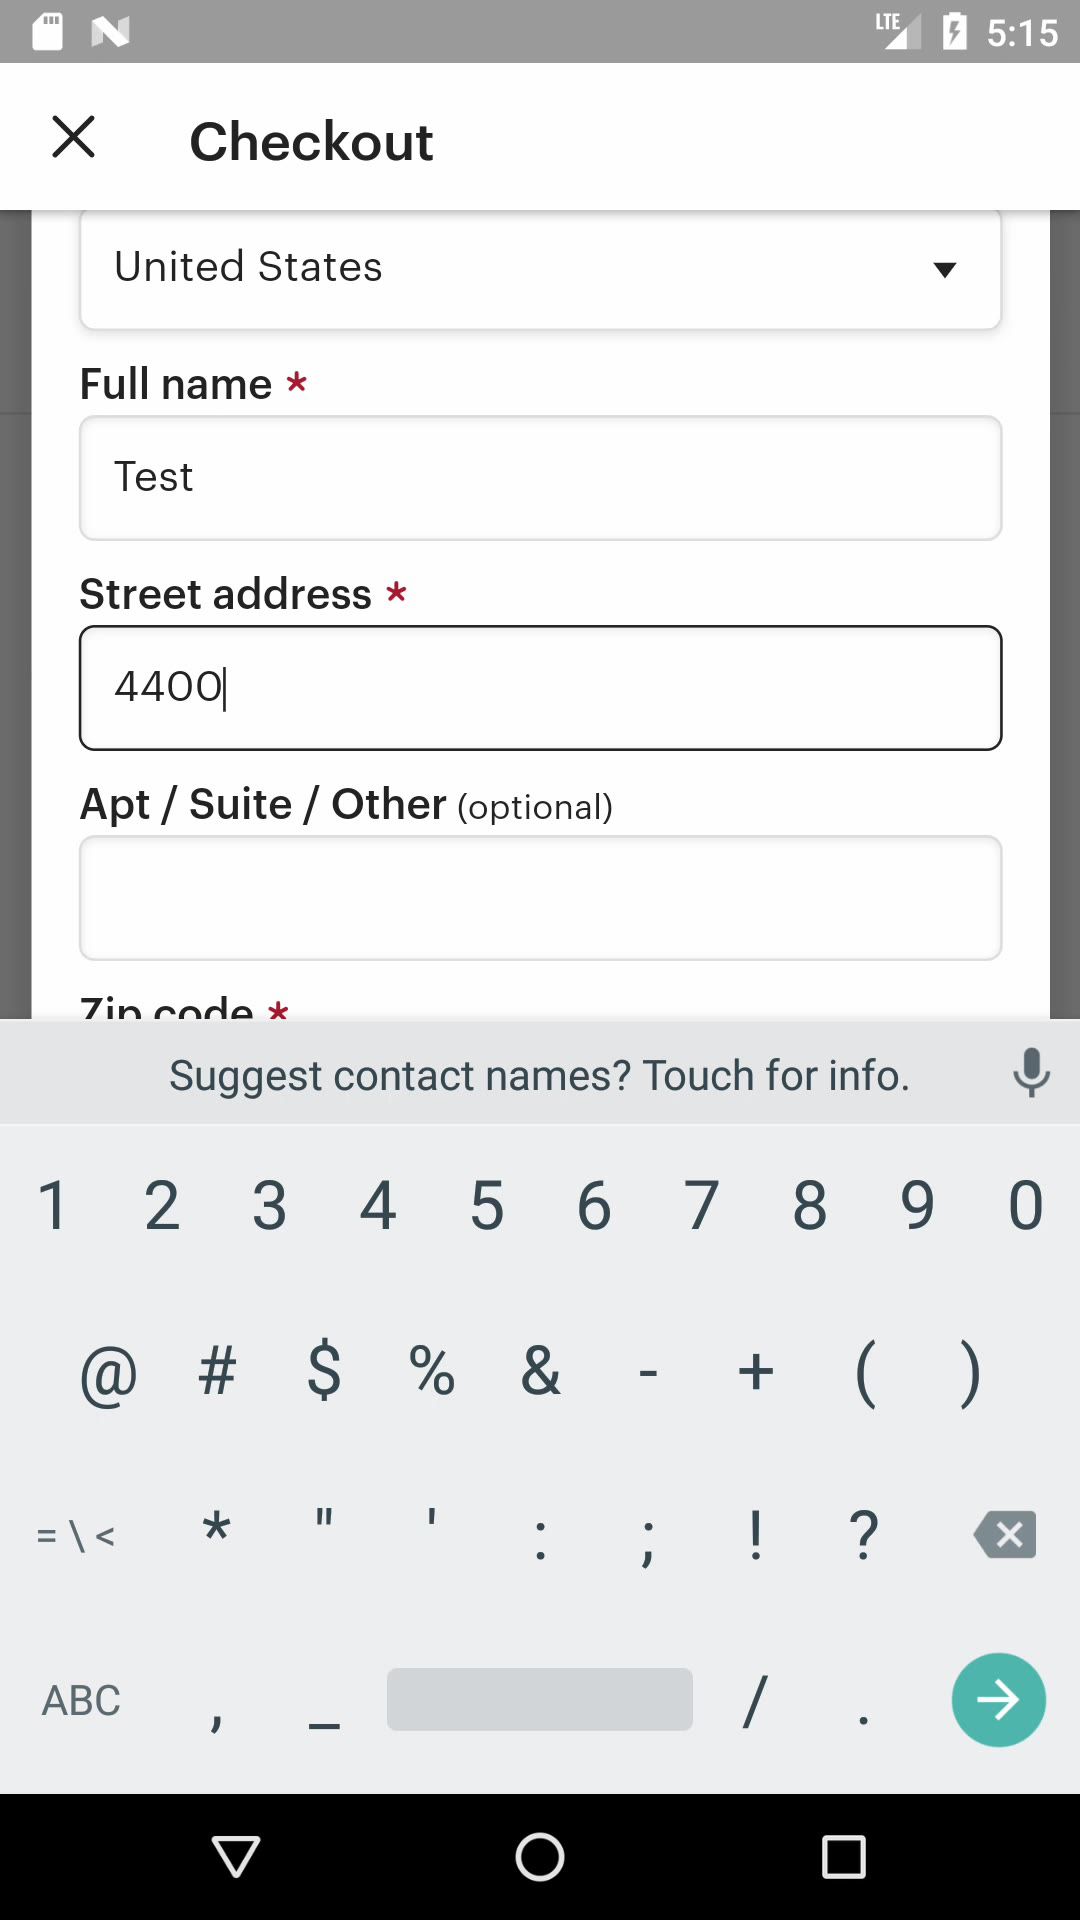 LTE 5:15
Checkout
United States
Full name *
Test
Street address *
4400
Apt / Suite / Other (optional)
Zip code *
Suggest contact names? Touch for info.
1 2 3 4 5 6 7 8 9 0
@ # $ % & - + ( )
= \ < * " ' : ; ! ?
ABC , _ / .